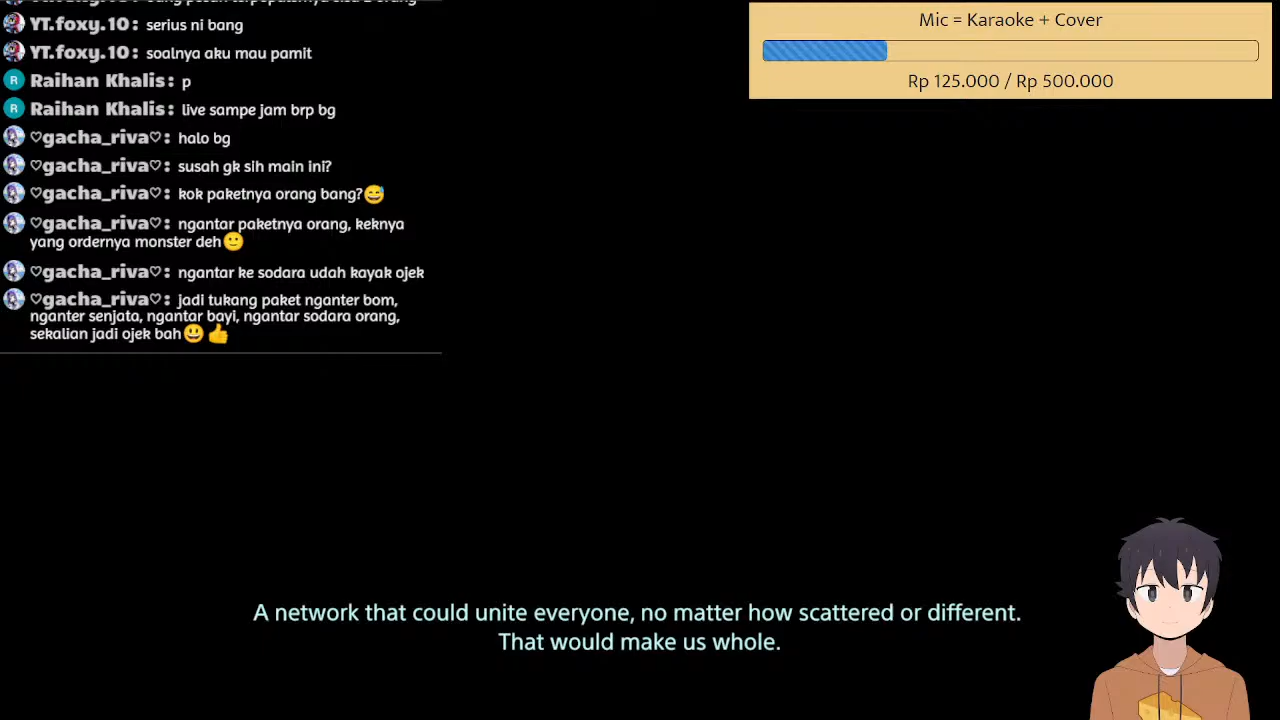 YT.foxy.10: serius ni bang
YT.foxy.10: soalnya aku mau pamit
R Raihan Khalis: p
R Raihan Khalis: live sampe jam brp bg
♡gacha_riva♡: halo bg
♡gacha_riva♡: susah gk sih main ini?
♡gacha_riva♡: kok paketnya orang bang?😅
♡gacha_riva♡: ngantar paketnya orang, keknya
yang ordernya monster deh🙂
♡gacha_riva♡: ngantar ke sodara udah kayak ojek
♡gacha_riva♡: jadi tukang paket nganter bom,
nganter senjata, ngantar bayi, ngantar sodara orang,
sekalian jadi ojek bah😃👍
Mic = Karaoke + Cover
Rp 125.000 / Rp 500.000
A network that could unite everyone, no matter how scattered or different.
That would make us whole.